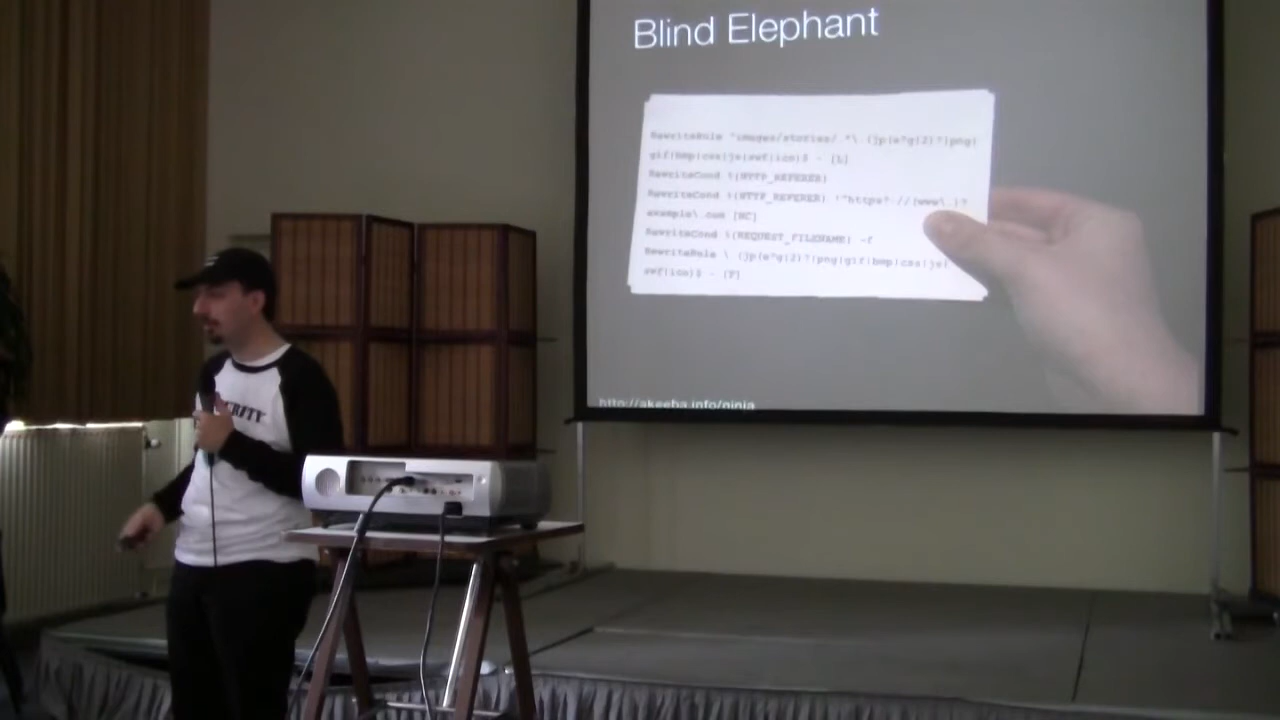 Blind Elephant
RewriteRule ^images/stories/.*\.(jp(e?g|2)?|png|
gif|bmp|css|js|swf|ico)$ - [L]
RewriteCond %{HTTP_REFERER}
RewriteCond %{HTTP_REFERER} !^https?://(www\.)?
example\.com [NC]
RewriteCond %{REQUEST_FILENAME} -f
RewriteRule \.(jp(e?g|2)?|png|gif|bmp|css|js|
swf|ico)$ - [F]
http://akeeba.info/ninja